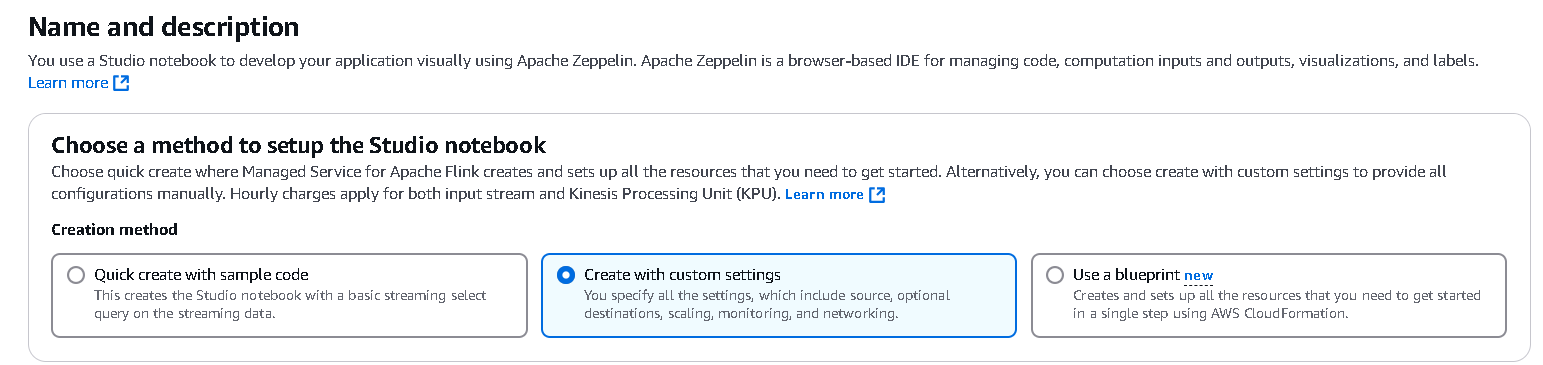 Name and description
You use a Studio notebook to develop your application visually using Apache Zeppelin. Apache Zeppelin is a browser-based IDE for managing code, computation inputs and outputs, visualizations, and labels.
Learn more
Choose a method to setup the Studio notebook
Choose quick create where Managed Service for Apache Flink creates and sets up all the resources that you need to get started. Alternatively, you can choose create with custom settings to provide all
configurations manually. Hourly charges apply for both input stream and Kinesis Processing Unit (KPU). Learn more
Creation method
Quick create with sample code
This creates the Studio notebook with a basic streaming select
query on the streaming data.
Create with custom settings
You specify all the settings, which include source, optional
destinations, scaling, monitoring, and networking.
Use a blueprint new
Creates and sets up all the resources that you need to get started
in a single step using AWS CloudFormation.